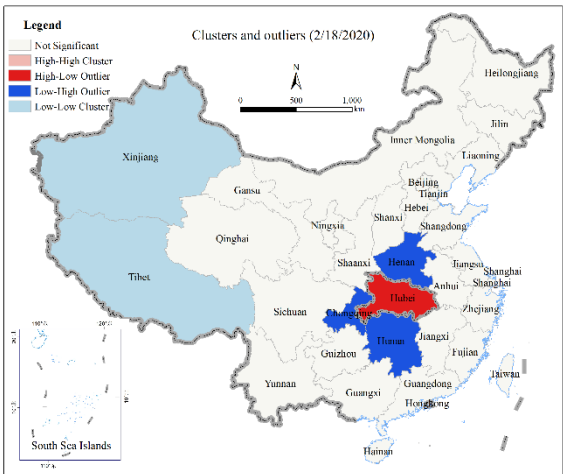 Legend
Not Significant
High-High Cluster
High-Low Outlier
Low-High Outlier
Low-Low Cluster
Clusters and outliers (2/18/2020)
N
0 500 1,000
km
Heilongjiang
Jilin
Inner Mongolia
Liaoning
Xinjiang
Gansu
Beijing
Tianjin
Hebei
Ningxia
Shanxi
Shangdong
Qinghai
Shaanxi
Henan
Jiangsu
Shanghai
Shanghai
Tibet
Anhui
Hubei
Sichuan
Chongqing
Zhejiang
Hunan
Jiangxi
Guizhou
Fujian
Yunnan
Guangxi
Guangdong
Taiwan
Hongkong
South Sea Islands
Hainan